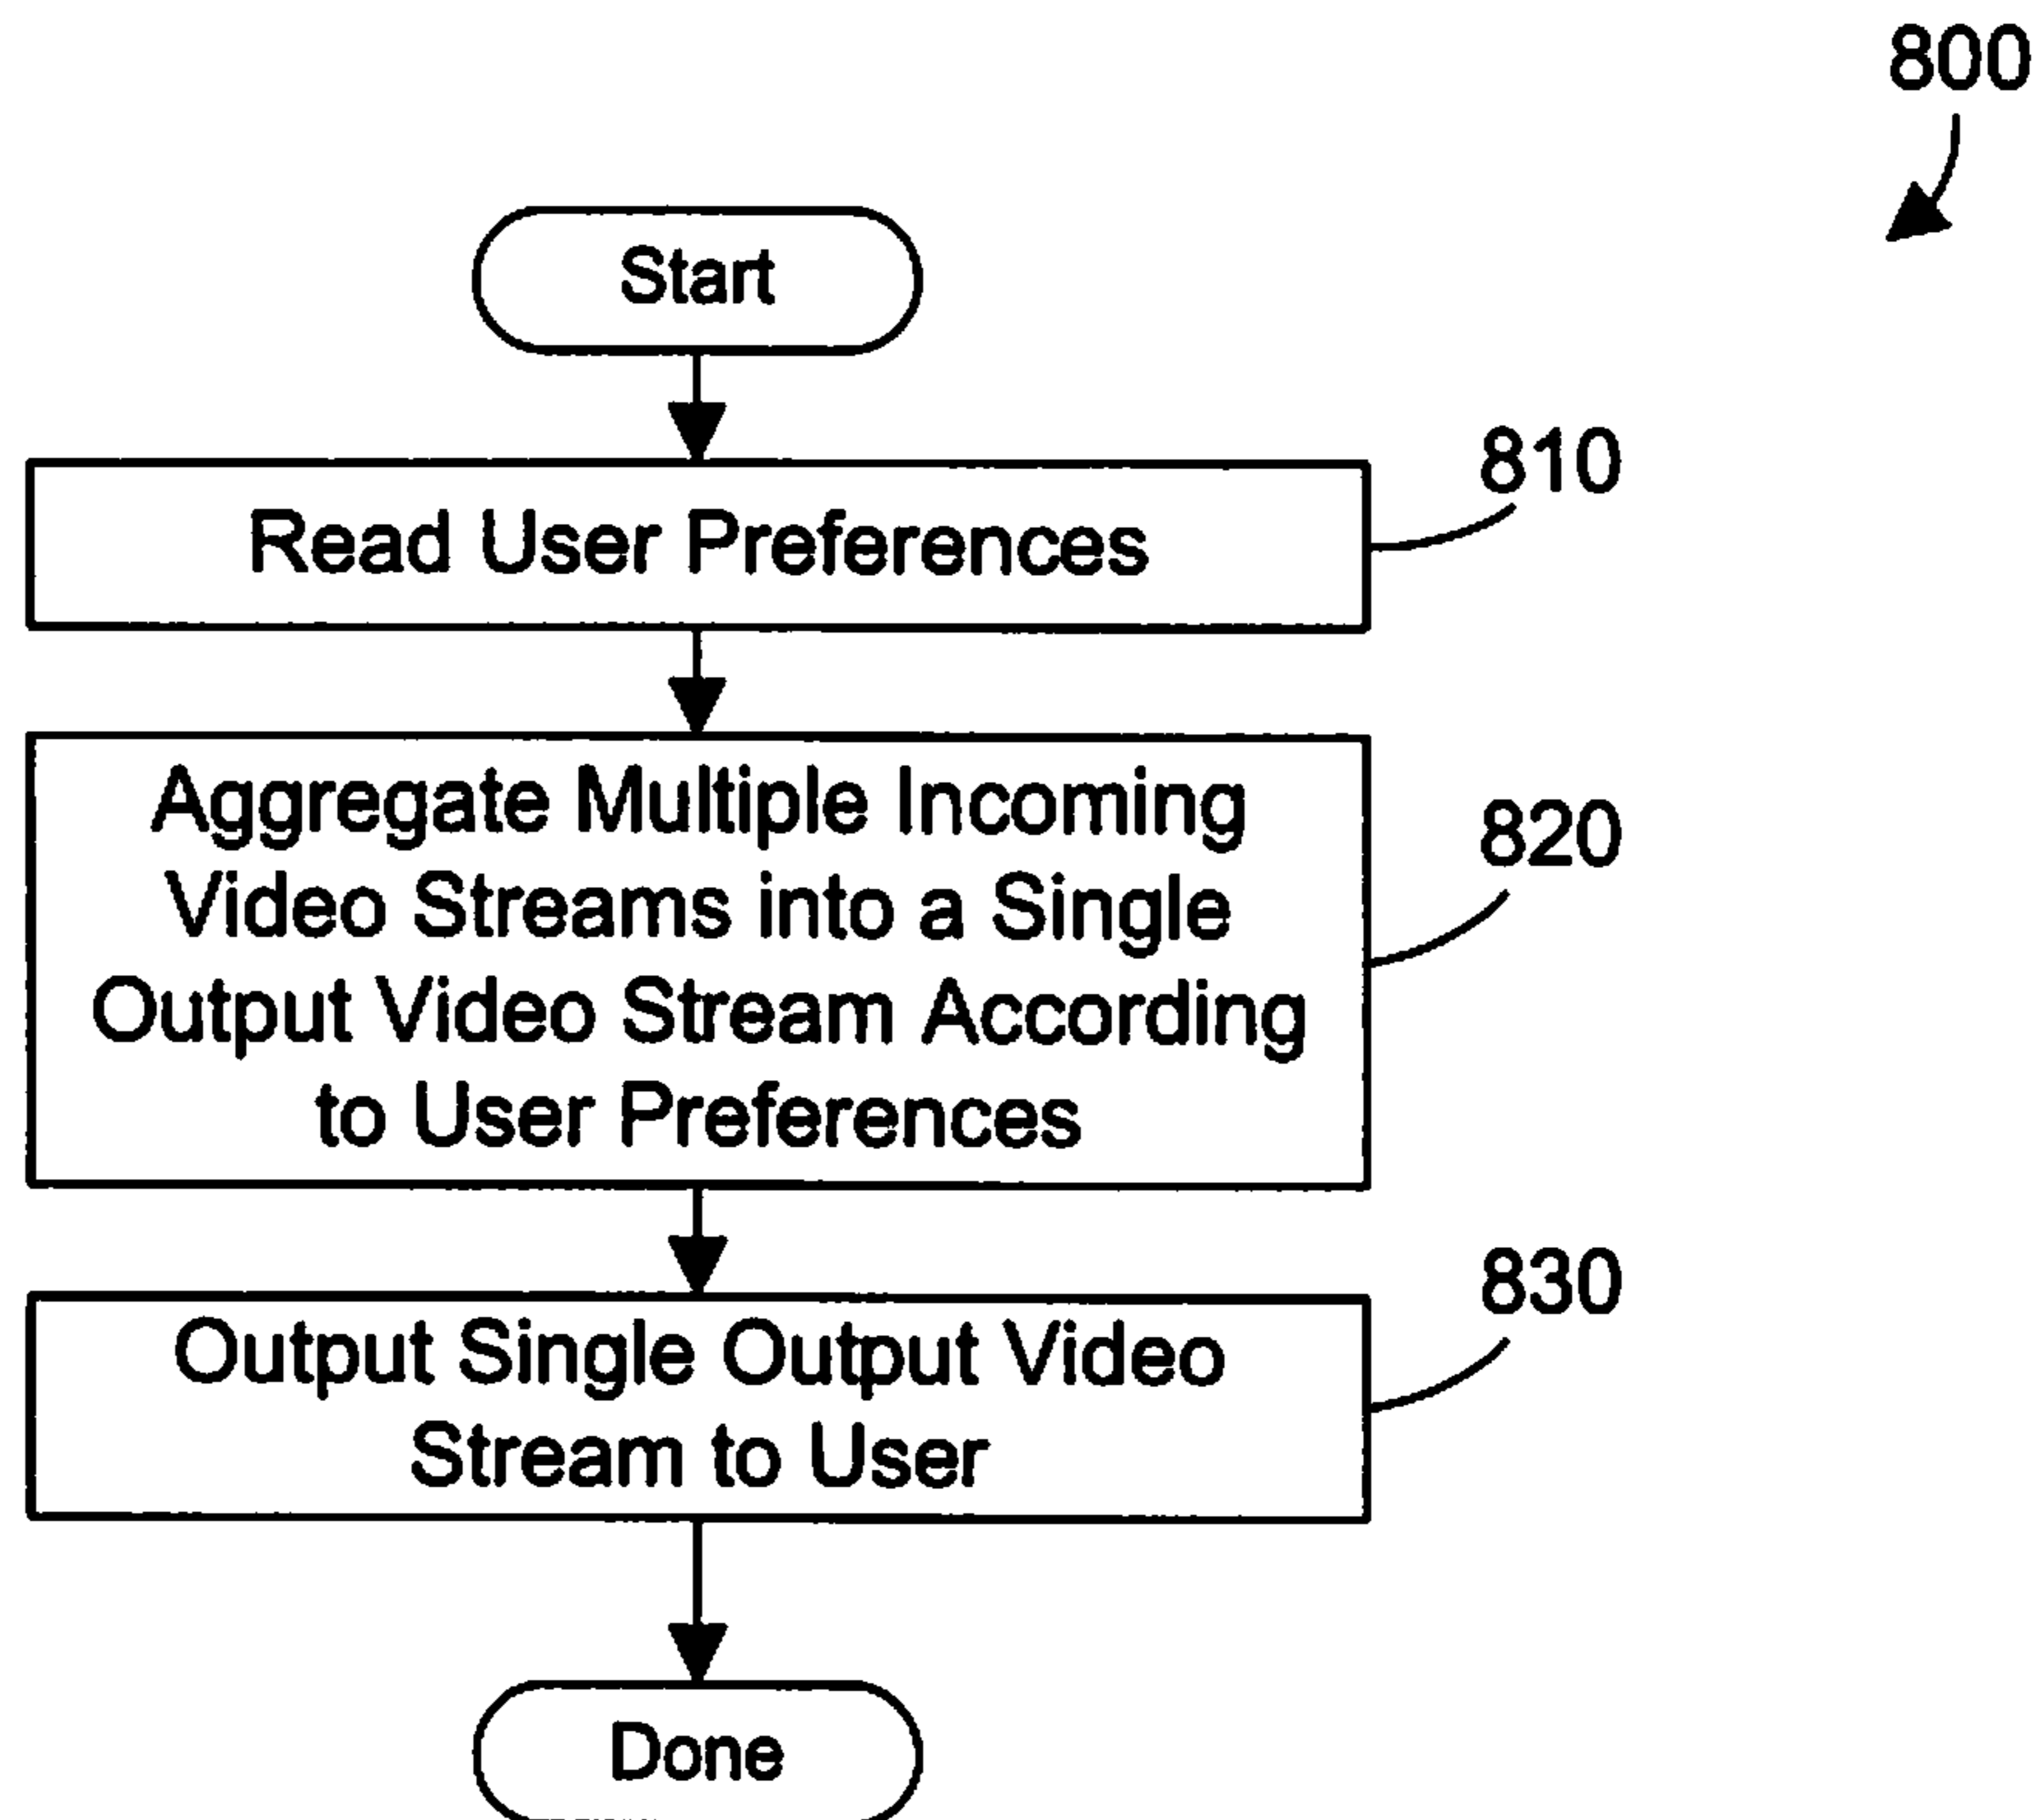 800
Start
Read User Preferences
810
Aggregate Multiple Incoming
Video Streams into a Single
Output Video Stream According
to User Preferences
820
Output Single Output Video
Stream to User
830
Done